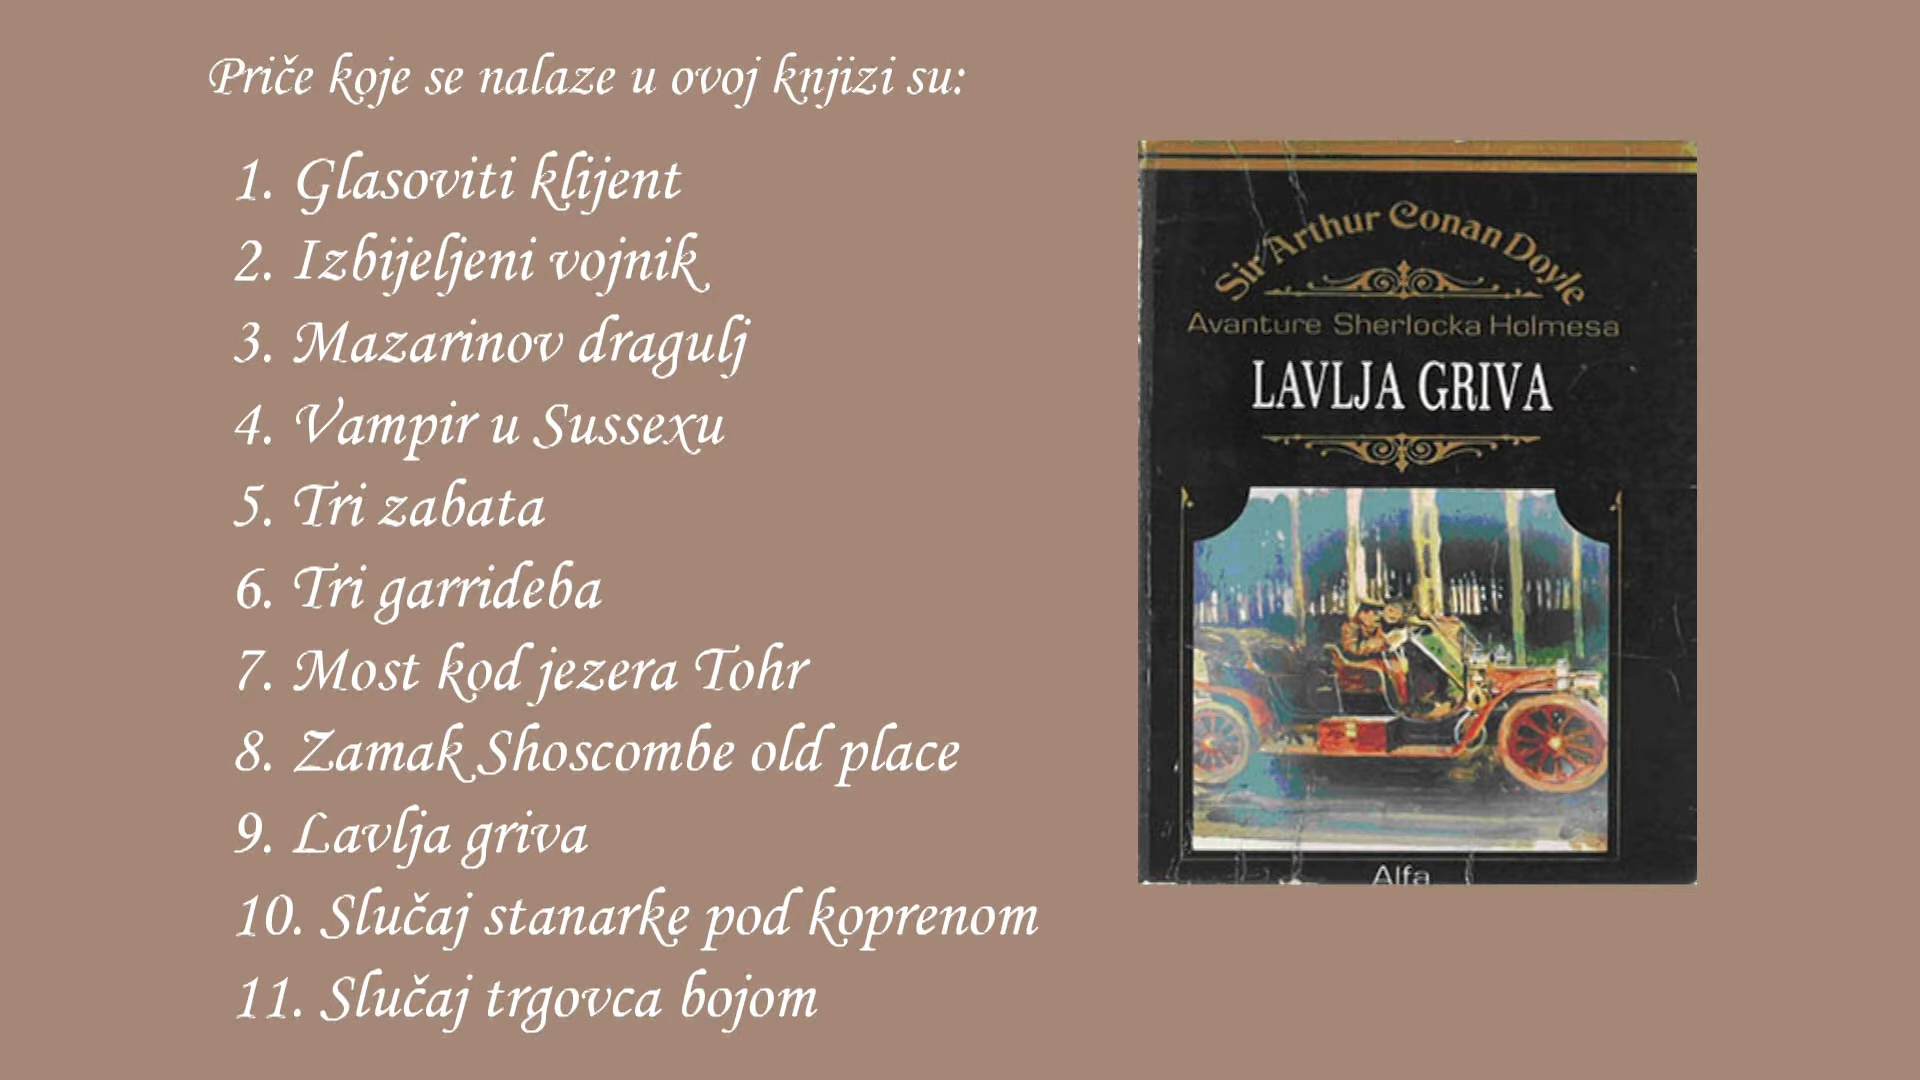 Priče koje se nalaze u ovoj knjizi su:
1. Glasoviti klijent
2. Izbijeljeni vojnik
3. Mazarinov dragulj
4. Vampir u Sussexu
5. Tri zabata
6. Tri garrideba
7. Most kod jezera Tohr
8. Zamak Shoscombe old place
9. Lavlja griva
10. Slučaj stanarke pod koprenom
11. Slučaj trgovca bojom
Sir Arthur Conan Doyle
Avanture Sherlocka Holmesa
LAVLJA GRIVA
Alfa